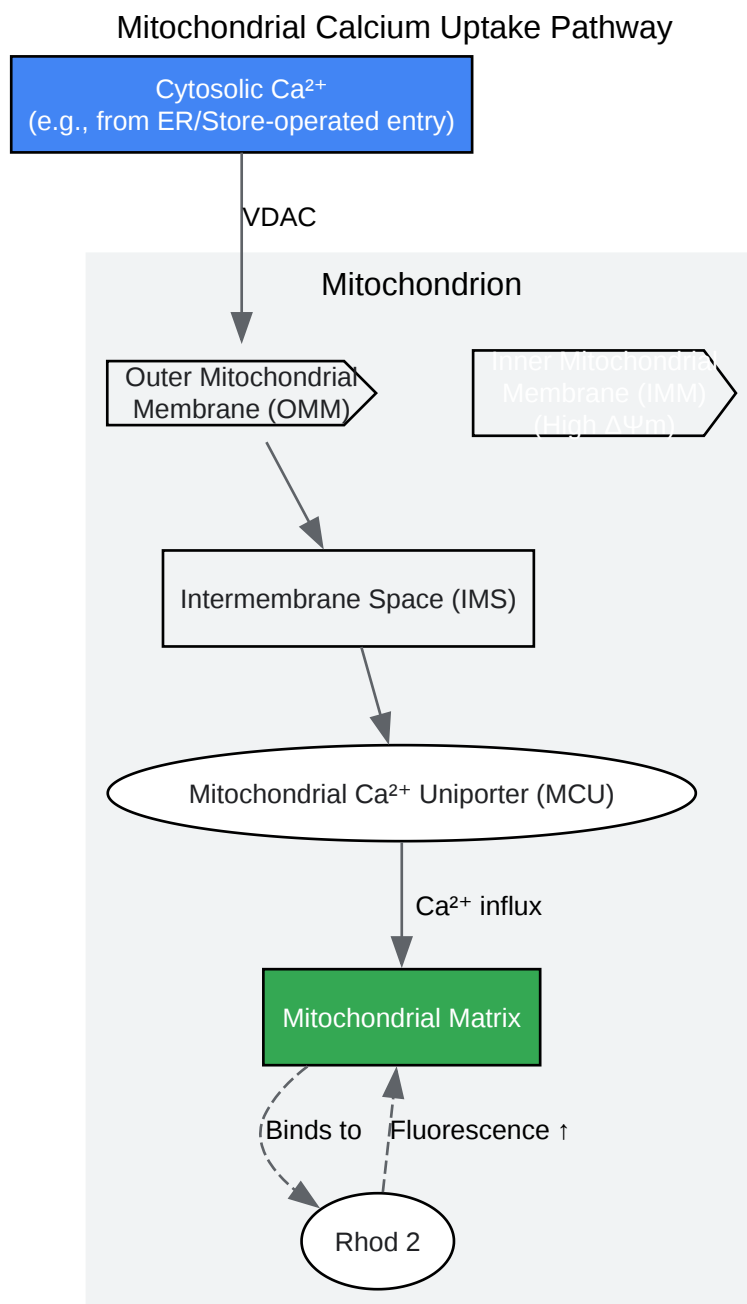 Mitochondrial Calcium Uptake Pathway
Cytosolic Ca²⁺
(e.g., from ER/Store-operated entry)
VDAC
Mitochondrion
Outer Mitochondrial
Membrane (OMM)
Inner Mitochondrial
Membrane (IMM)
(High ΔΨm)
Intermembrane Space (IMS)
Mitochondrial Ca²⁺ Uniporter (MCU)
Ca²⁺ influx
Mitochondrial Matrix
Binds to
Fluorescence ↑
Rhod 2